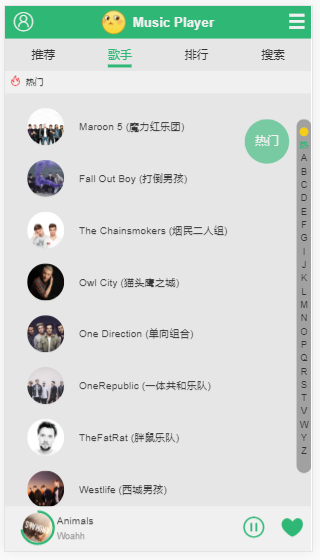 Music Player
推荐 歌手 排行 搜索
热门
Maroon 5 (魔力红乐团)
热门
Fall Out Boy (打倒男孩)
The Chainsmokers (烟民二人组)
Owl City (猫头鹰之城)
One Direction (单向组合)
OneRepublic (一体共和乐队)
TheFatRat (胖鼠乐队)
Westlife (西城男孩)
热
A
B
C
D
E
F
G
I
J
K
L
M
N
O
P
Q
R
S
T
V
W
Y
Z
Animals
Woahh